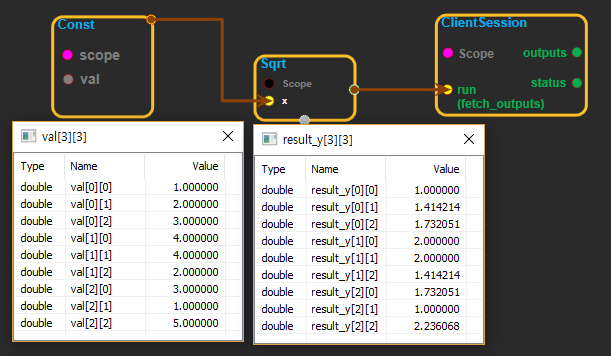 Const
scope
val
Sqrt
Scope
x
ClientSession
Scope
outputs
run
(fetch_outputs)
status
val[3][3]
Type Name Value
double val[0][0] 1.000000
double val[0][1] 2.000000
double val[0][2] 3.000000
double val[1][0] 4.000000
double val[1][1] 4.000000
double val[1][2] 2.000000
double val[2][0] 3.000000
double val[2][1] 1.000000
double val[2][2] 5.000000
result_y[3][3]
Type Name Value
double result_y[0][0] 1.000000
double result_y[0][1] 1.414214
double result_y[0][2] 1.732051
double result_y[1][0] 2.000000
double result_y[1][1] 2.000000
double result_y[1][2] 1.414214
double result_y[2][0] 1.732051
double result_y[2][1] 1.000000
double result_y[2][2] 2.236068